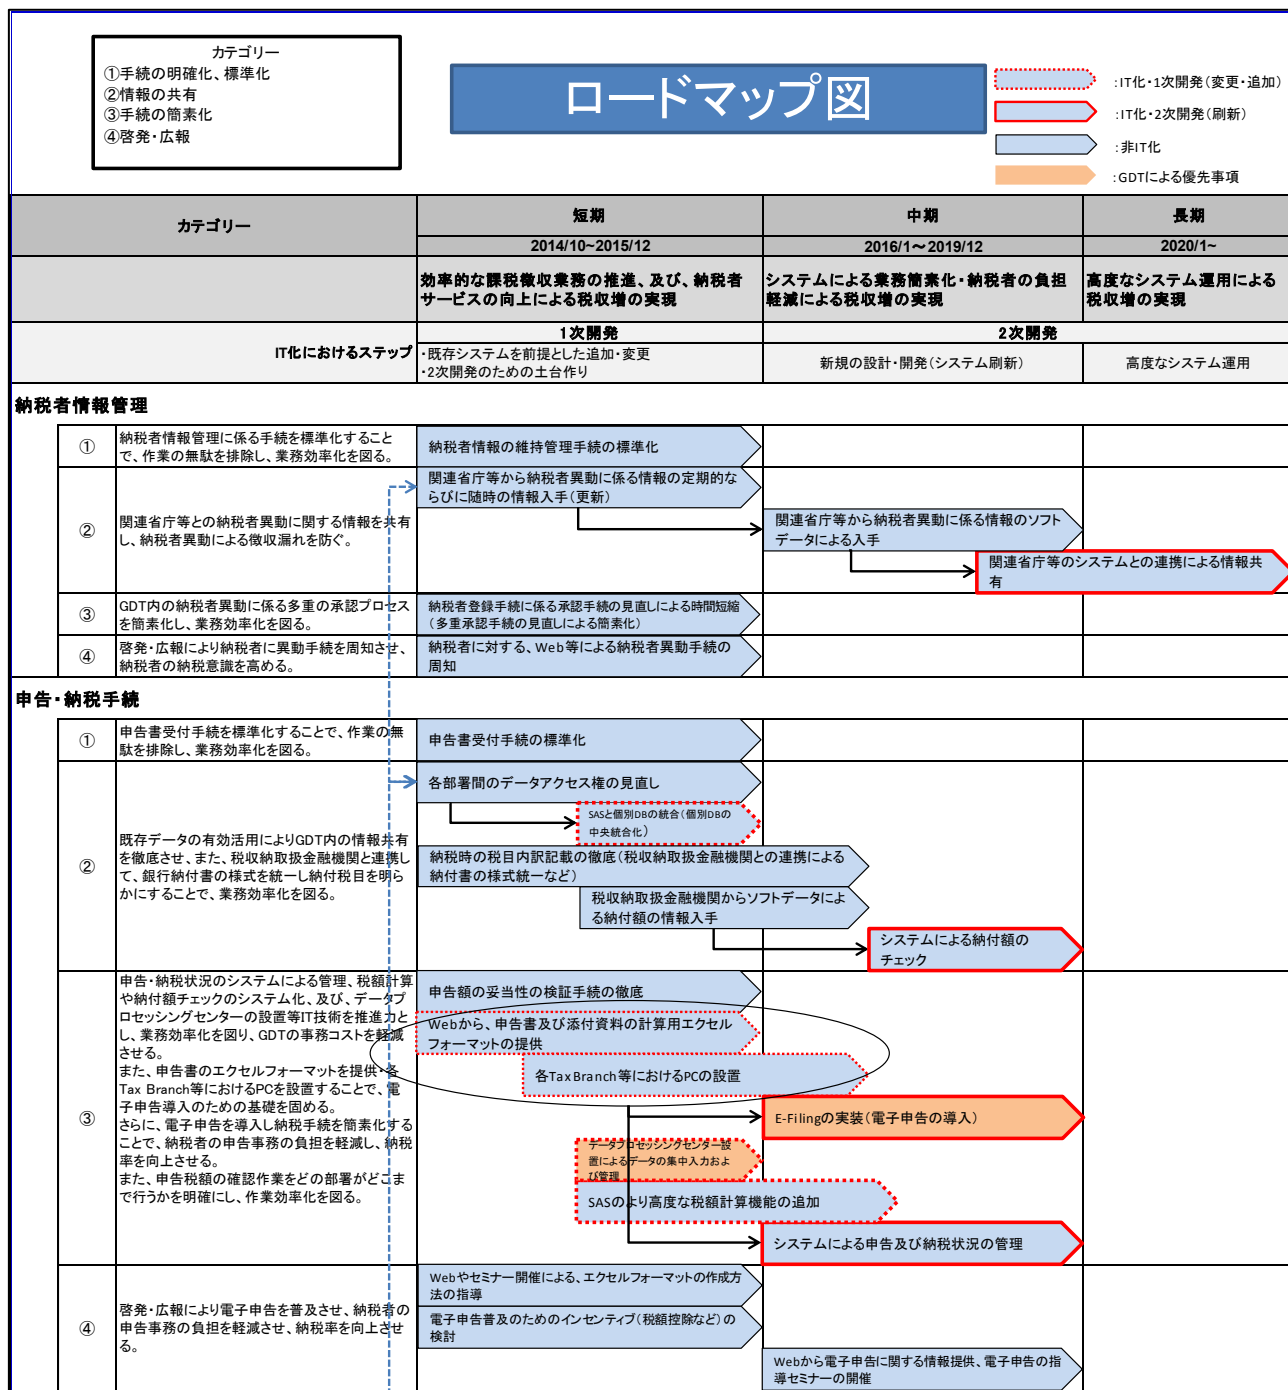 カテゴリー
①手続の明確化、標準化
②情報の共有
③手続の簡素化
④啓発・広報
ロードマップ図
:IT化・1次開発(変更・追加)
:IT化・2次開発(刷新)
:非IT化
:GDTによる優先事項
カテゴリー
短期
中期
長期
2014/10~2015/12
2016/1～2019/12
2020/1~
効率的な課税徴収業務の推進、及び、納税者
サービスの向上による税収増の実現
システムによる業務簡素化・納税者の負担
軽減による税収増の実現
高度なシステム運用による
税収増の実現
IT化におけるステップ
1次開発
2次開発
・既存システムを前提とした追加・変更
・2次開発のための土台作り
新規の設計・開発(システム刷新)
高度なシステム運用
納税者情報管理
①
納税者情報管理に係る手続を標準化すること
で、作業の無駄を排除し、業務効率化を図る。
納税者情報の維持管理手続の標準化
②
関連省庁等との納税者異動に関する情報を共有
し、納税者異動による徴収漏れを防ぐ。
関連省庁等から納税者異動に係る情報の定期的な
らびに随時の情報入手(更新)
関連省庁等から納税者異動に係る情報のソフト
データによる入手
関連省庁等のシステムとの連携による情報共
有
③
GDT内の納税者異動に係る多重の承認プロセス
を簡素化し、業務効率化を図る。
納税者登録手続に係る承認手続の見直しによる時間短縮
(多重承認手続の見直しによる簡素化)
④
啓発・広報により納税者に異動手続を周知させ、
納税者の納税意識を高める。
納税者に対する、Web等による納税者異動手続の
周知
申告・納税手続
①
申告書受付手続を標準化することで、作業の無
駄を排除し、業務効率化を図る。
申告書受付手続の標準化
②
既存データの有効活用によりGDT内の情報共有
を徹底させ、また、税収納取扱金融機関と連携し
て、銀行納付書の様式を統一し納付税目を明ら
かにすることで、業務効率化を図る。
各部署間のデータアクセス権の見直し
SASと個別DBの統合(個別DBの
中央統合化)
納税時の税目内訳記載の徹底(税収納取扱金融機関との連携による
納付書の様式統一など)
税収納取扱金融機関からソフトデータによ
る納付額の情報入手
システムによる納付額の
チェック
③
申告・納税状況のシステムによる管理、税額計算
や納付額チェックのシステム化、及び、データプ
ロセッシングセンターの設置等IT技術を推進力と
し、業務効率化を図り、GDTの事務コストを軽減
させる。
また、申告書のエクセルフォーマットを提供・各
Tax Branch等におけるPCを設置することで、電
子申告導入のための基礎を固める。
さらに、電子申告を導入し納税手続を簡素化する
ことで、納税者の申告事務の負担を軽減し、納税
率を向上させる。
また、申告税額の確認作業をどの部署がどこま
で行うかを明確にし、作業効率化を図る。
申告額の妥当性の検証手続の徹底
Webから、申告書及び添付資料の計算用エクセル
フォーマットの提供
各Tax Branch等におけるPCの設置
E-Filingの実装(電子申告の導入)
データプロセッシングセンター設
置によるデータの集中入力およ
び管理
SASのより高度な税額計算機能の追加
システムによる申告及び納税状況の管理
④
啓発・広報により電子申告を普及させ、納税者の
申告事務の負担を軽減させ、納税率を向上させ
る。
Webやセミナー開催による、エクセルフォーマットの作成方
法の指導
電子申告普及のためのインセンティブ(税額控除など)の
検討
Webから電子申告に関する情報提供、電子申告の指
導セミナーの開催